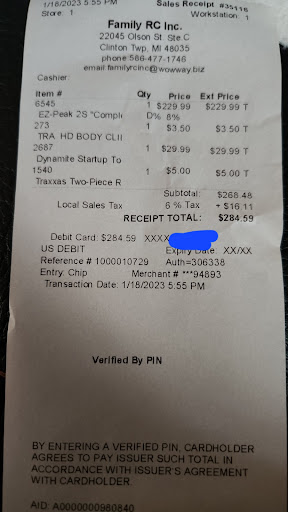 1/18/2023 5:55 PM Sales Receipt #35116
Store: 1 Workstation: 1
Family RC Inc.
22045 Olson St. Ste.C
Clinton Twp, MI 48035
phone:586-477-1746
email:familyrcinc@wowway.biz
Cashier:
Item # Qty Price Ext Price
6545 1 $229.99 $229.99 T
EZ-Peak 2S "Comple D% 8%
273 1 $3.50 $3.50 T
TRA HD BODY CLII
2687 1 $29.99 $29.99 T
Dynamite Startup To
1540 1 $5.00 $5.00 T
Traxxas Two-Piece R
Subtotal: $268.48
Local Sales Tax 6 % Tax + $16.11
RECEIPT TOTAL: $284.59
Debit Card: $284.59 XXXX
US DEBIT Expiry Date: XX/XX
Reference # 1000010729 Auth=306338
Entry: Chip Merchant # ***94893
Transaction Date: 1/18/2023 5:55 PM
Verified By PIN
BY ENTERING A VERIFIED PIN, CARDHOLDER
AGREES TO PAY ISSUER SUCH TOTAL IN
ACCORDANCE WITH ISSUER'S AGREEMENT
WITH CARDHOLDER
AID: A0000000980840